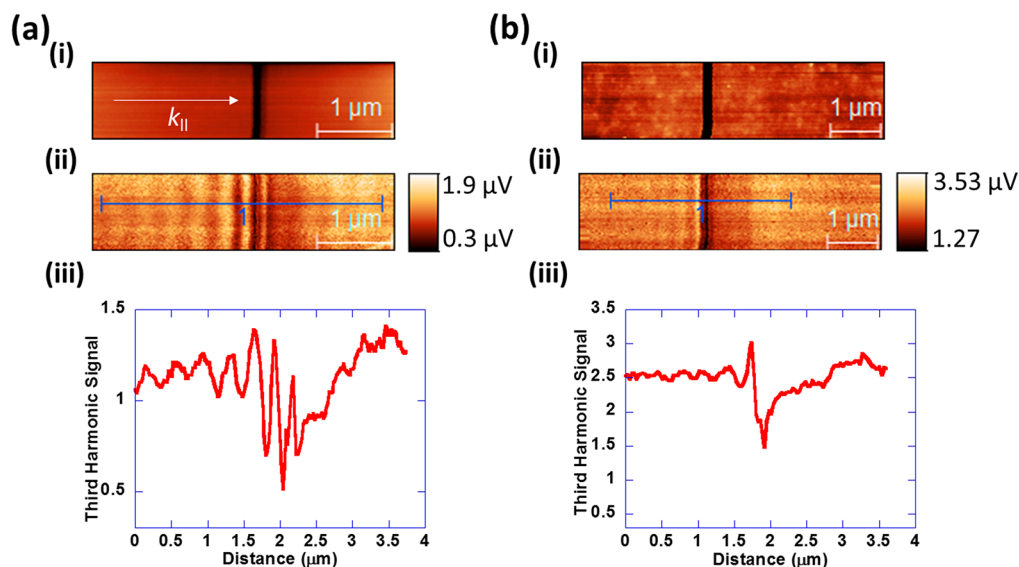 (a)
(i)
k||
1 μm
(ii)
1
1 μm
1.9 μV
0.3 μV
(iii)
Third Harmonic Signal
1.5
1
0.5
0 0.5 1 1.5 2 2.5 3 3.5 4
Distance (μm)
(b)
(i)
1 μm
(ii)
1
1 μm
3.53 μV
1.27
(iii)
Third Harmonic Signal
3.5
3
2.5
2
1.5
1
0.5
0 0.5 1 1.5 2 2.5 3 3.5 4
Distance (μm)